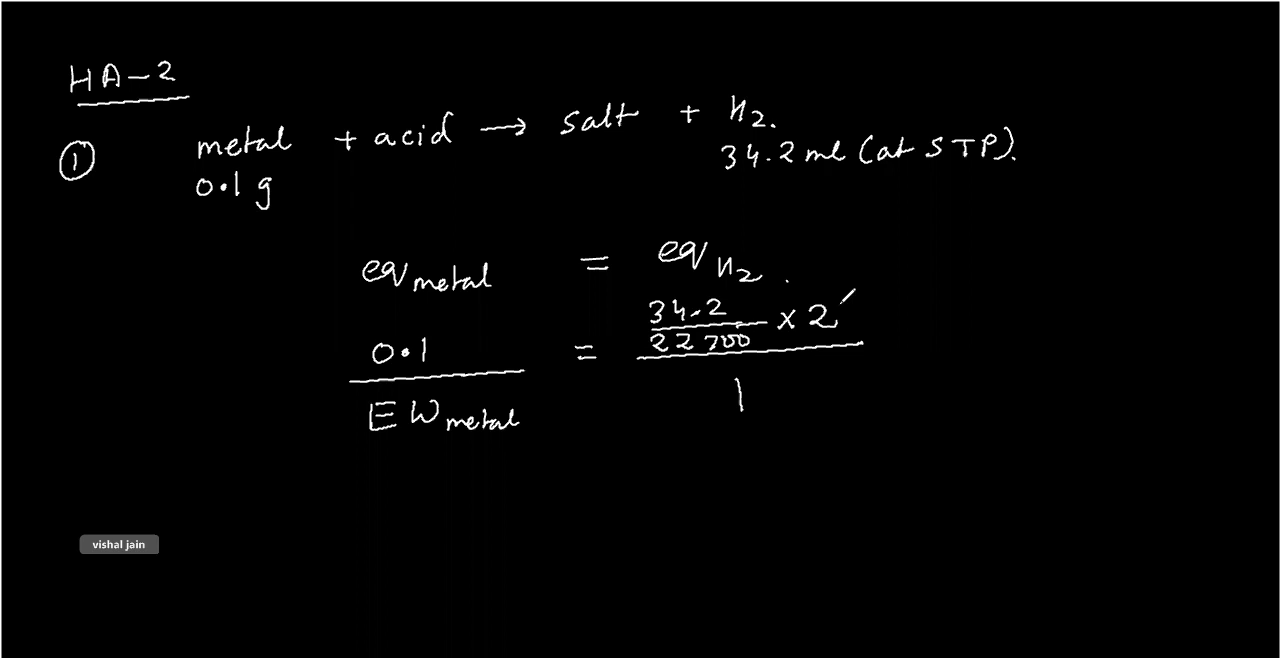 HA-2
① metal + acid → salt + H2.
0.1 g 34.2 ml (at STP).
eq metal = eq H2.
0.1 / EW metal = (34.2 / 22700 × 2) / 1
vishal jain